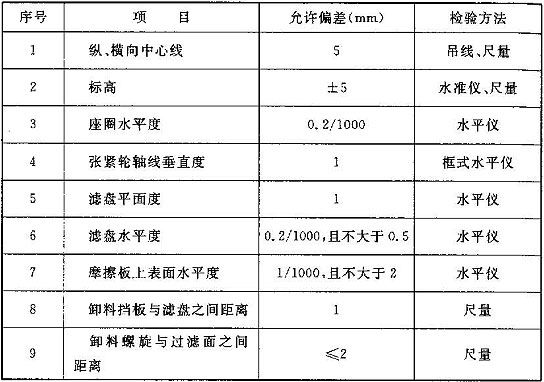 序号 项目 允许偏差(mm) 检验方法
1 纵、横向中心线 5 吊线、尺量
2 标高 ±5 水准仪、尺量
3 座圈水平度 0.2/1000 水平仪
4 张紧轮轴线垂直度 1 框式水平仪
5 滤盘平面度 1 水平仪
6 滤盘水平度 0.2/1000,且不大于0.5 水平仪
7 摩擦板上表面水平度 1/1000,且不大于2 水平仪
8 卸料挡板与滤盘之间距离 1 尺量
9 卸料螺旋与过滤面之间 ≤2 尺量
距离